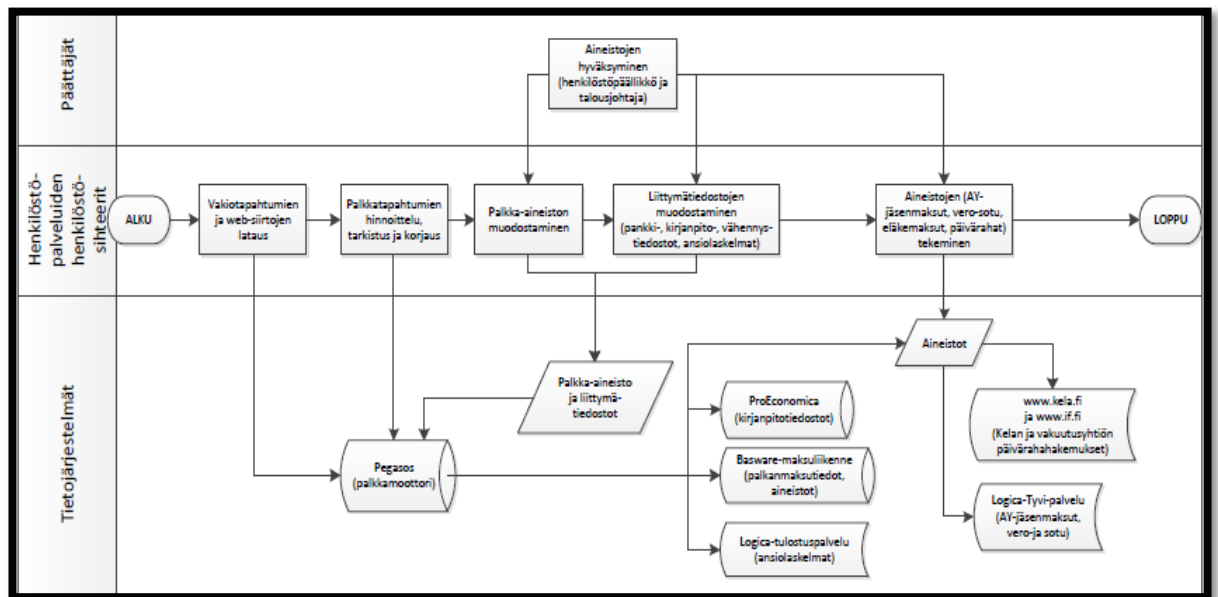 Päättäjät
Aineistojen
hyväksyminen
(henkilöstöpäällikkö ja
talousjohtaja)
Henkilöstö-
palveluiden
henkilöstö-
sihteerit
ALKU
Vakiotapahtumien
ja web-siirtojen
lataus
Palkkatapahtumien
hinnoittelu,
tarkistus ja korjaus
Palkka-aineiston
muodostaminen
Liittymätiedostojen
muodostaminen
(pankki-, kirjanpito-, vähennys-
tiedostot, ansiolaskelmat)
Aineistojen (AY-
jäsenmaksut, vero-sotu,
eläkemaksut, päivärahat)
tekeminen
LOPPU
Tietojärjestelmät
Palkka-aineisto
ja liittymä-
tiedostot
Pegasos
(palkkamoottori)
ProEconomica
(kirjanpitotiedostot)
Basware-maksuliikenne
(palkanmaksutiedot,
aineistot)
Logica-tulostuspalvelu
(ansiolaskelmat)
Aineistot
www.kela.fi
ja www.if.fi
(Kelan ja vakuutusyhtiön
päivärahahakemukset)
Logica-Tyvi-palvelu
(AY-jäsenmaksut,
vero-ja sotu)